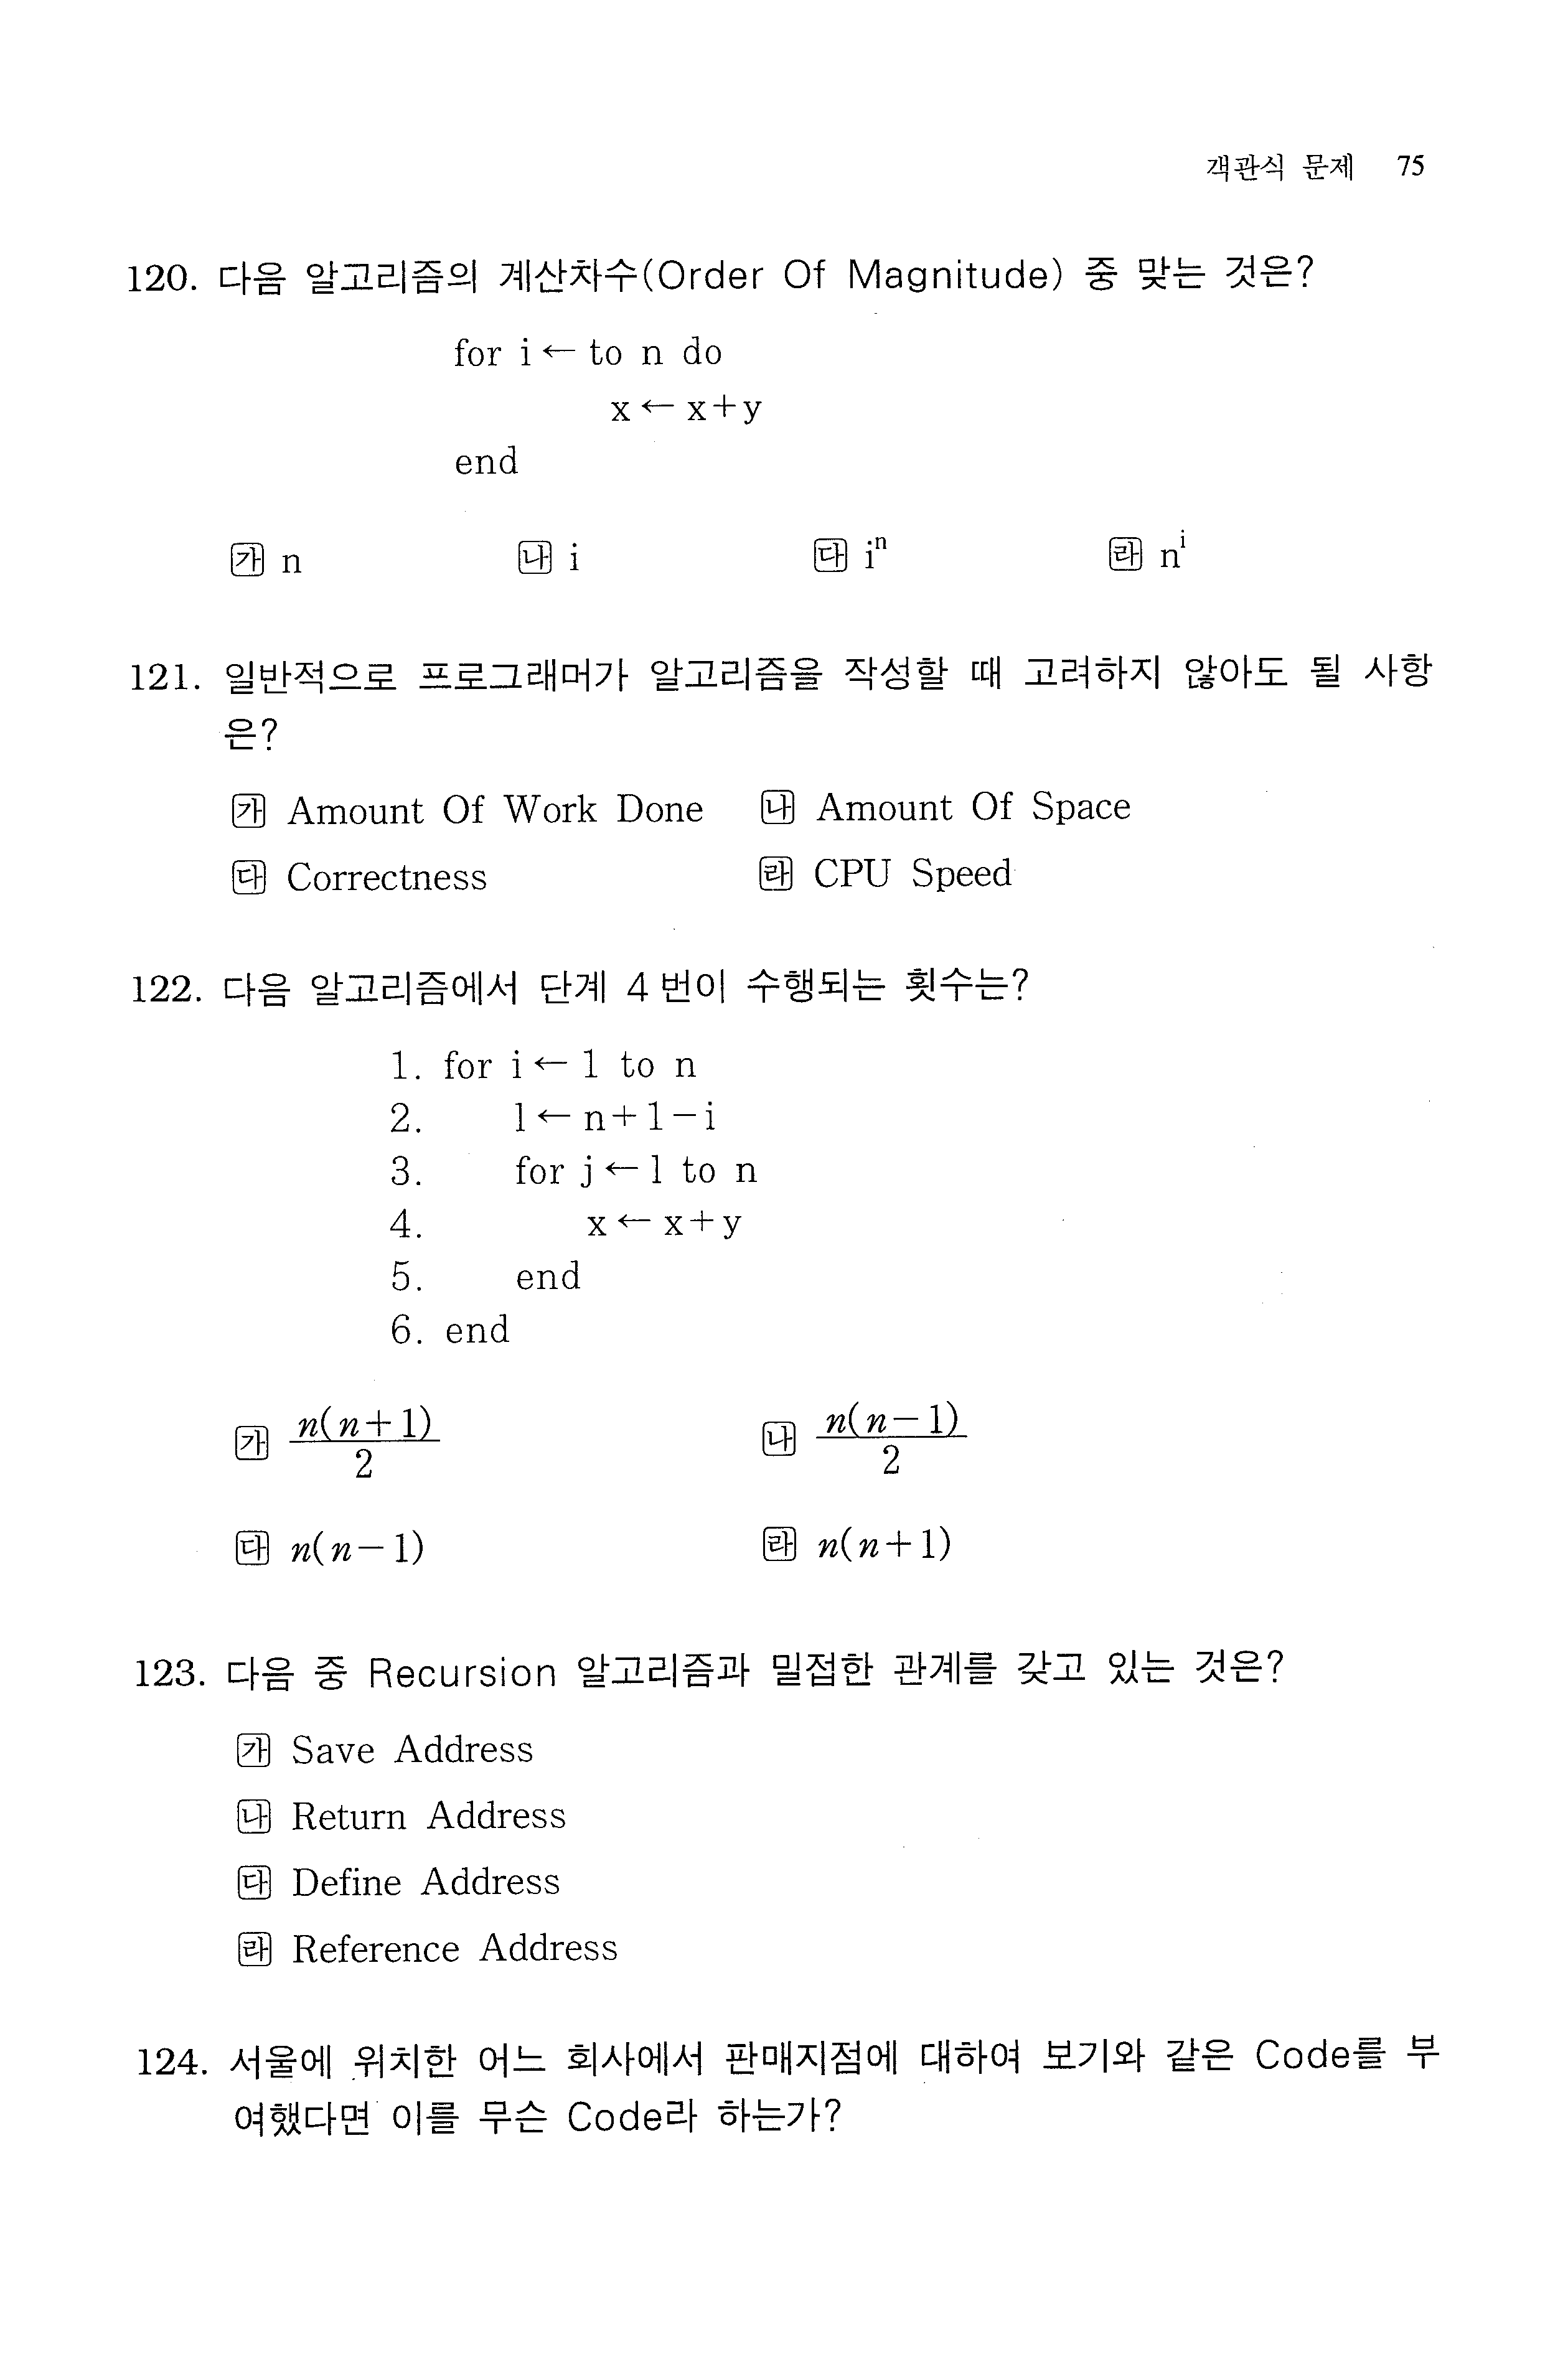 객관식 문제 75
120. 다음 알고리즘의 계산차수(Order Of Magnitude) 중 맞는 것은?
for i ← to n do
x ← x+y
end
㉮ n ㉯ i ㉰ iⁿ ㉱ nⁱ
121. 일반적으로 프로그래머가 알고리즘을 작성할 때 고려하지 않아도 될 사항
은?
㉮ Amount Of Work Done ㉯ Amount Of Space
㉰ Correctness ㉱ CPU Speed
122. 다음 알고리즘에서 단계 4번이 수행되는 횟수는?
1. for i ← 1 to n
2. l ← n+1-i
3. for j ← l to n
4. x ← x+y
5. end
6. end
㉮ n(n+1)/2 ㉯ n(n-1)/2
㉰ n(n-1) ㉱ n(n+1)
123. 다음 중 Recursion 알고리즘과 밀접한 관계를 갖고 있는 것은?
㉮ Save Address
㉯ Return Address
㉰ Define Address
㉱ Reference Address
124. 서울에 위치한 어느 회사에서 판매지점에 대하여 보기와 같은 Code를 부
여했다면 이를 무슨 Code라 하는가?